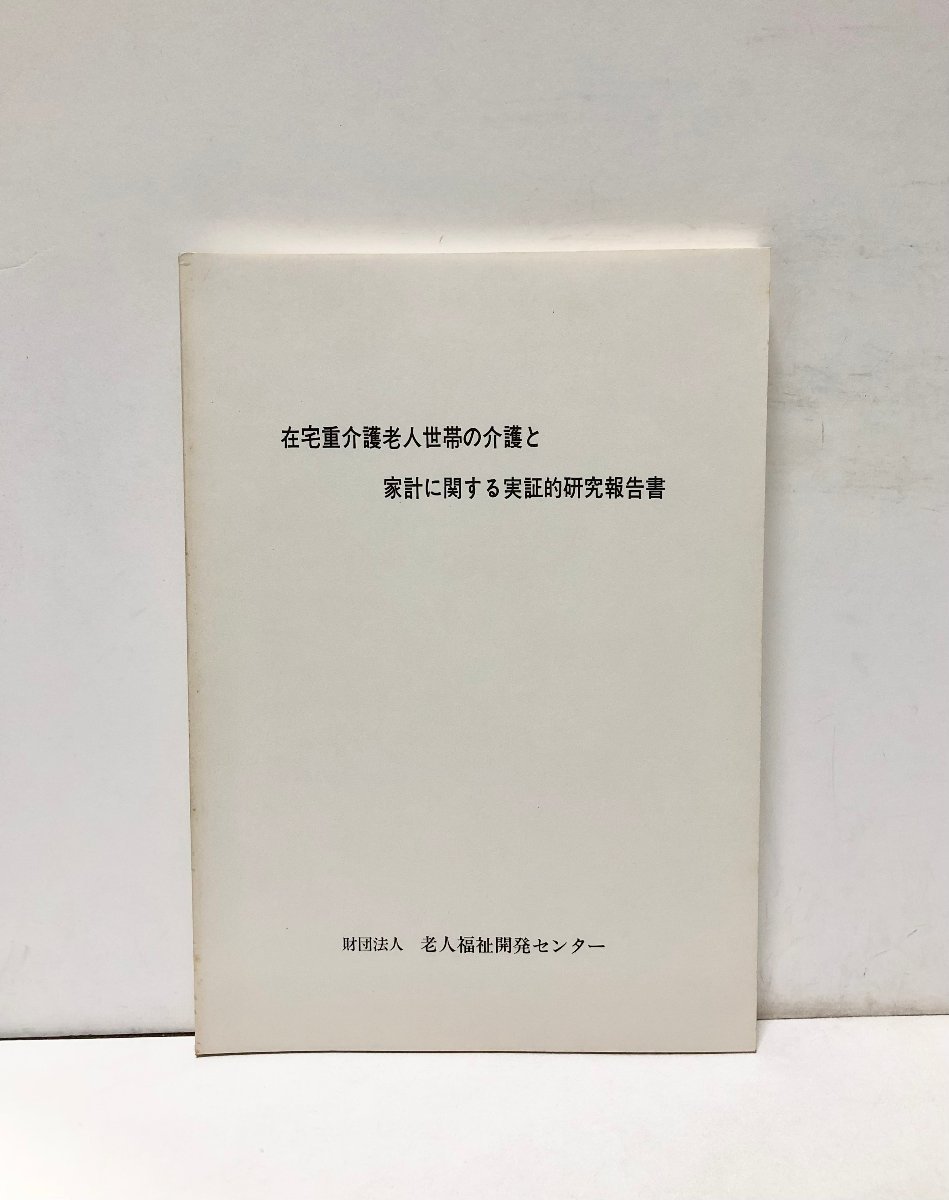 在宅重介護老人世帯の介護と
家計に関する実証的研究報告書
財団法人 老人福祉開発センター